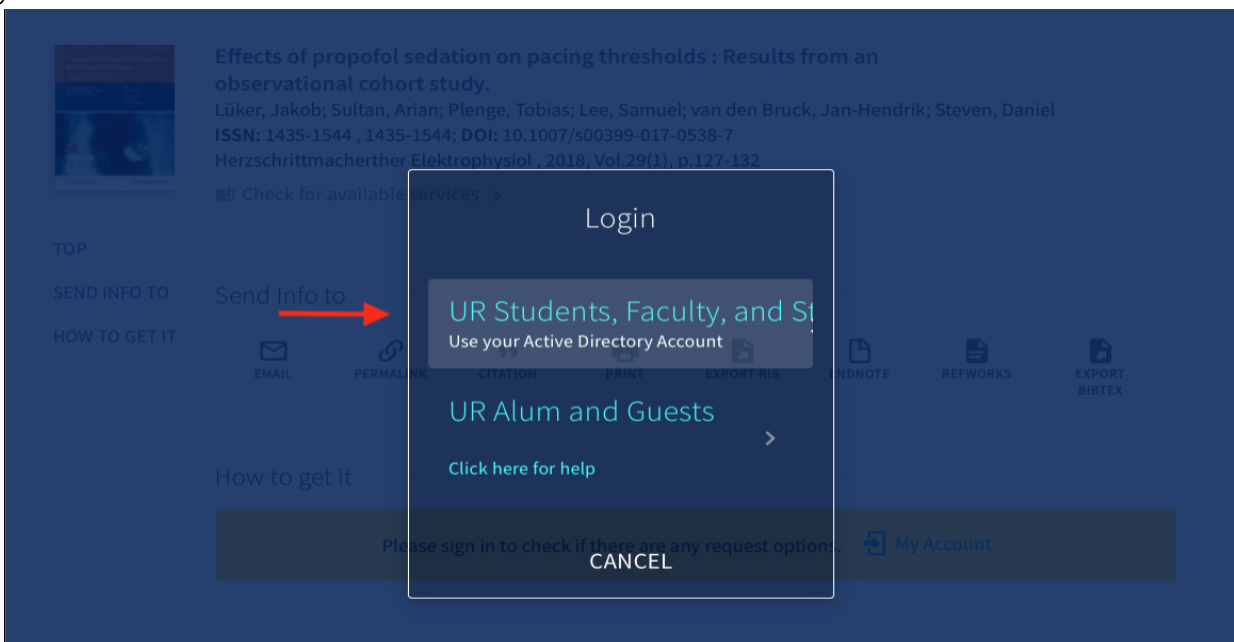 Effects of propofol sedation on pacing thresholds : Results from an
observational cohort study.
Lüker, Jakob; Sultan, Arian; Plenge, Tobias; Lee, Samuel; van den Bruck, Jan-Hendrik; Steven, Daniel
ISSN: 1435-1544 , 1435-1544; DOI: 10.1007/s00399-017-0538-7
Herzschrittmacherther Elektrophysiol , 2018, Vol.29(1), p.127-132
Check for available services
Login
TOP
SEND INFO TO
HOW TO GET IT
Send Info to
UR Students, Faculty, and St
Use your Active Directory Account
EMAIL
PERMALINK
CITATION
PRINT
EXPORT RIS
ENDNOTE
REFWORKS
EXPORT
BIBTEX
UR Alum and Guests
Click here for help
How to get it
Please sign in to check if there are any request options.
My Account
CANCEL